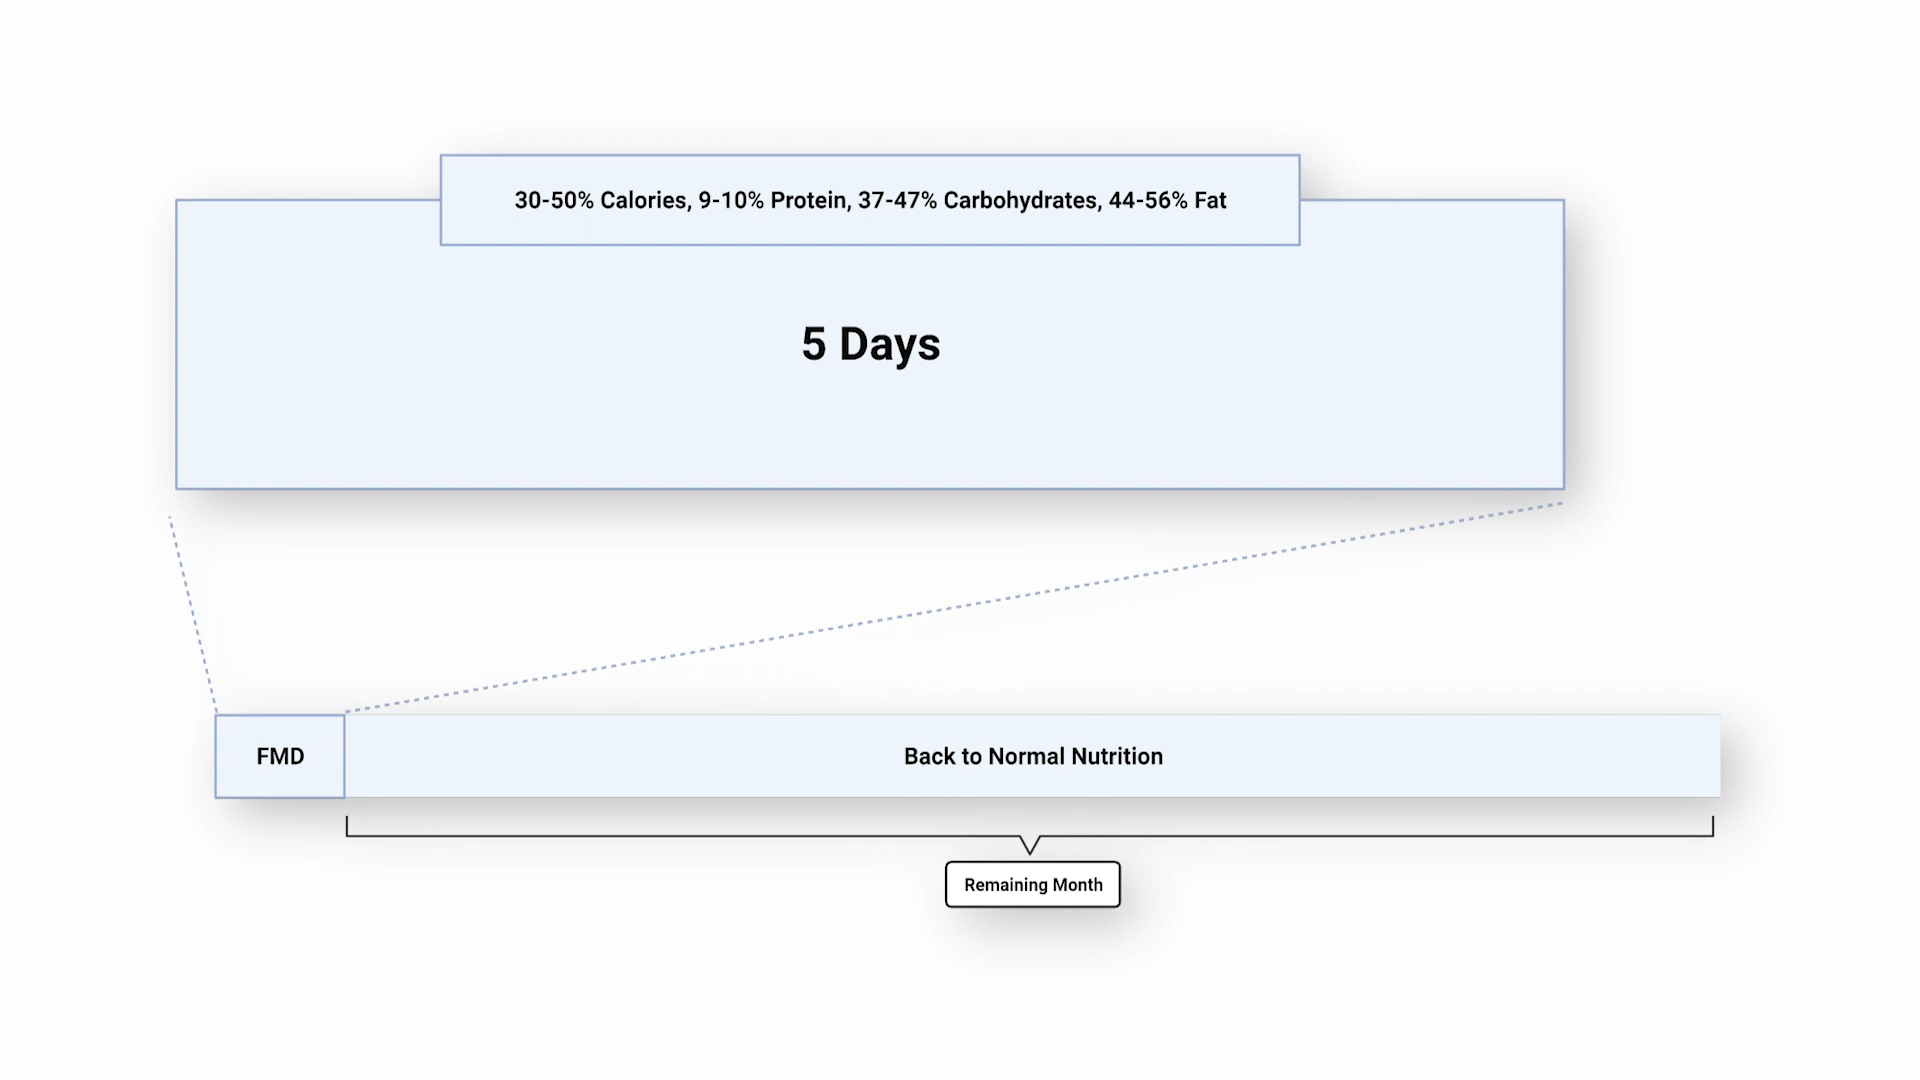 30-50% Calories, 9-10% Protein, 37-47% Carbohydrates, 44-56% Fat
5 Days
FMD
Back to Normal Nutrition
Remaining Month